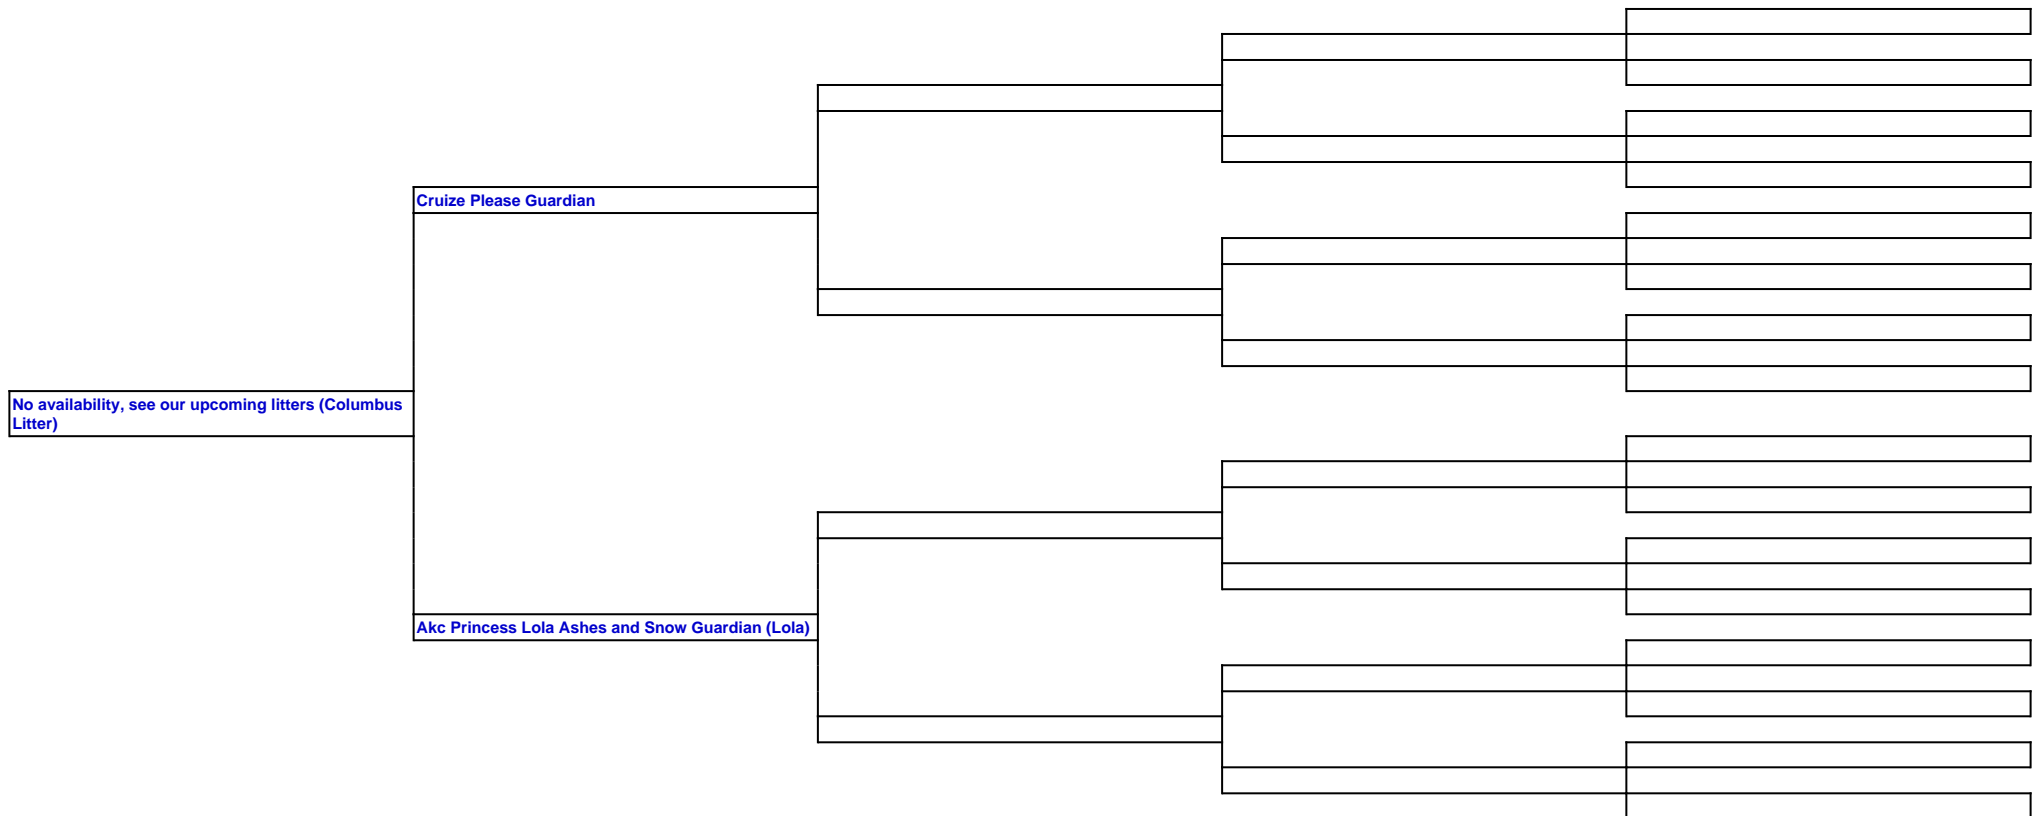 Cruize Please Guardian
No availability, see our upcoming litters (Columbus
Litter)
Akc Princess Lola Ashes and Snow Guardian (Lola)